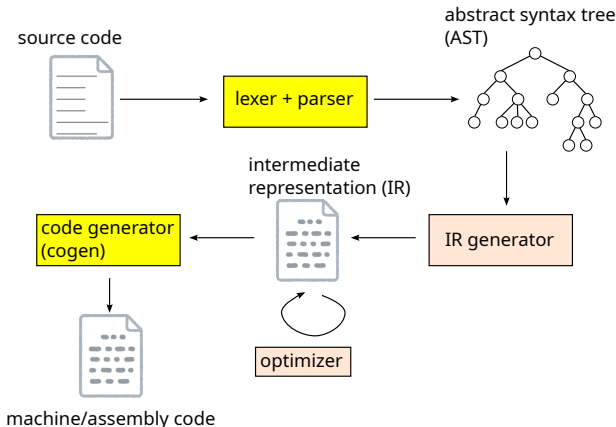 source code
lexer + parser
abstract syntax tree
(AST)
intermediate
representation (IR)
code generator
(cogen)
IR generator
optimizer
machine/assembly code